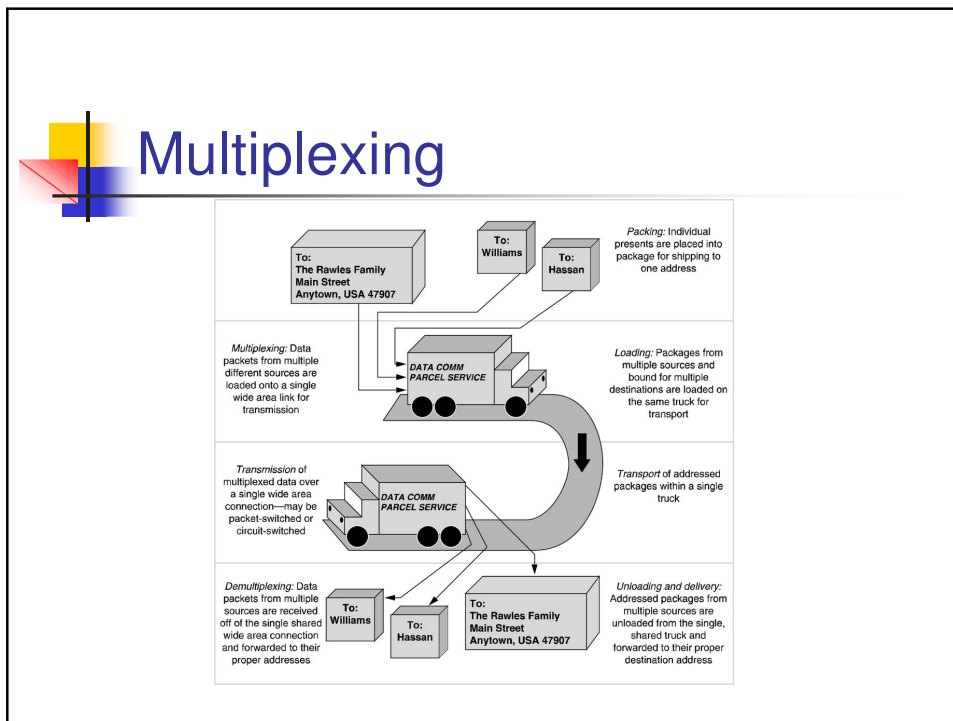 Multiplexing
To:
The Rawles Family
Main Street
Anytown, USA 47907
To:
Williams
To:
Hassan
Packing: Individual
presents are placed into
package for shipping to
one address
Multiplexing: Data
packets from multiple
different sources are
loaded onto a single
wide area link for
transmission
DATA COMM
PARCEL SERVICE
Loading: Packages from
multiple sources and
bound for multiple
destinations are loaded on
the same truck for
transport
Transmission of
multiplexed data over
a single wide area
connection—may be
packet-switched or
circuit-switched
DATA COMM
PARCEL SERVICE
Transport of addressed
packages within a single
truck
Demultiplexing: Data
packets from multiple
sources are received
off of the single shared
wide area connection
and forwarded to their
proper addresses
To:
Williams
To:
Hassan
To:
The Rawles Family
Main Street
Anytown, USA 47907
Unloading and delivery:
Addressed packages from
multiple sources are
unloaded from the single,
shared truck and
forwarded to their proper
destination address